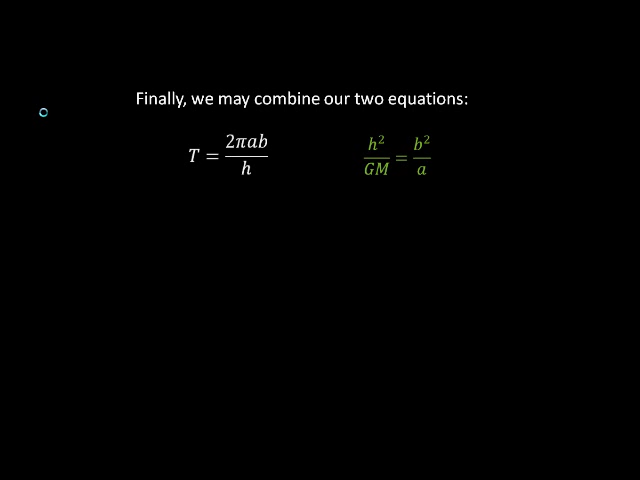 Finally, we may combine our two equations:
T = 2πab/h    h²/GM = b²/a